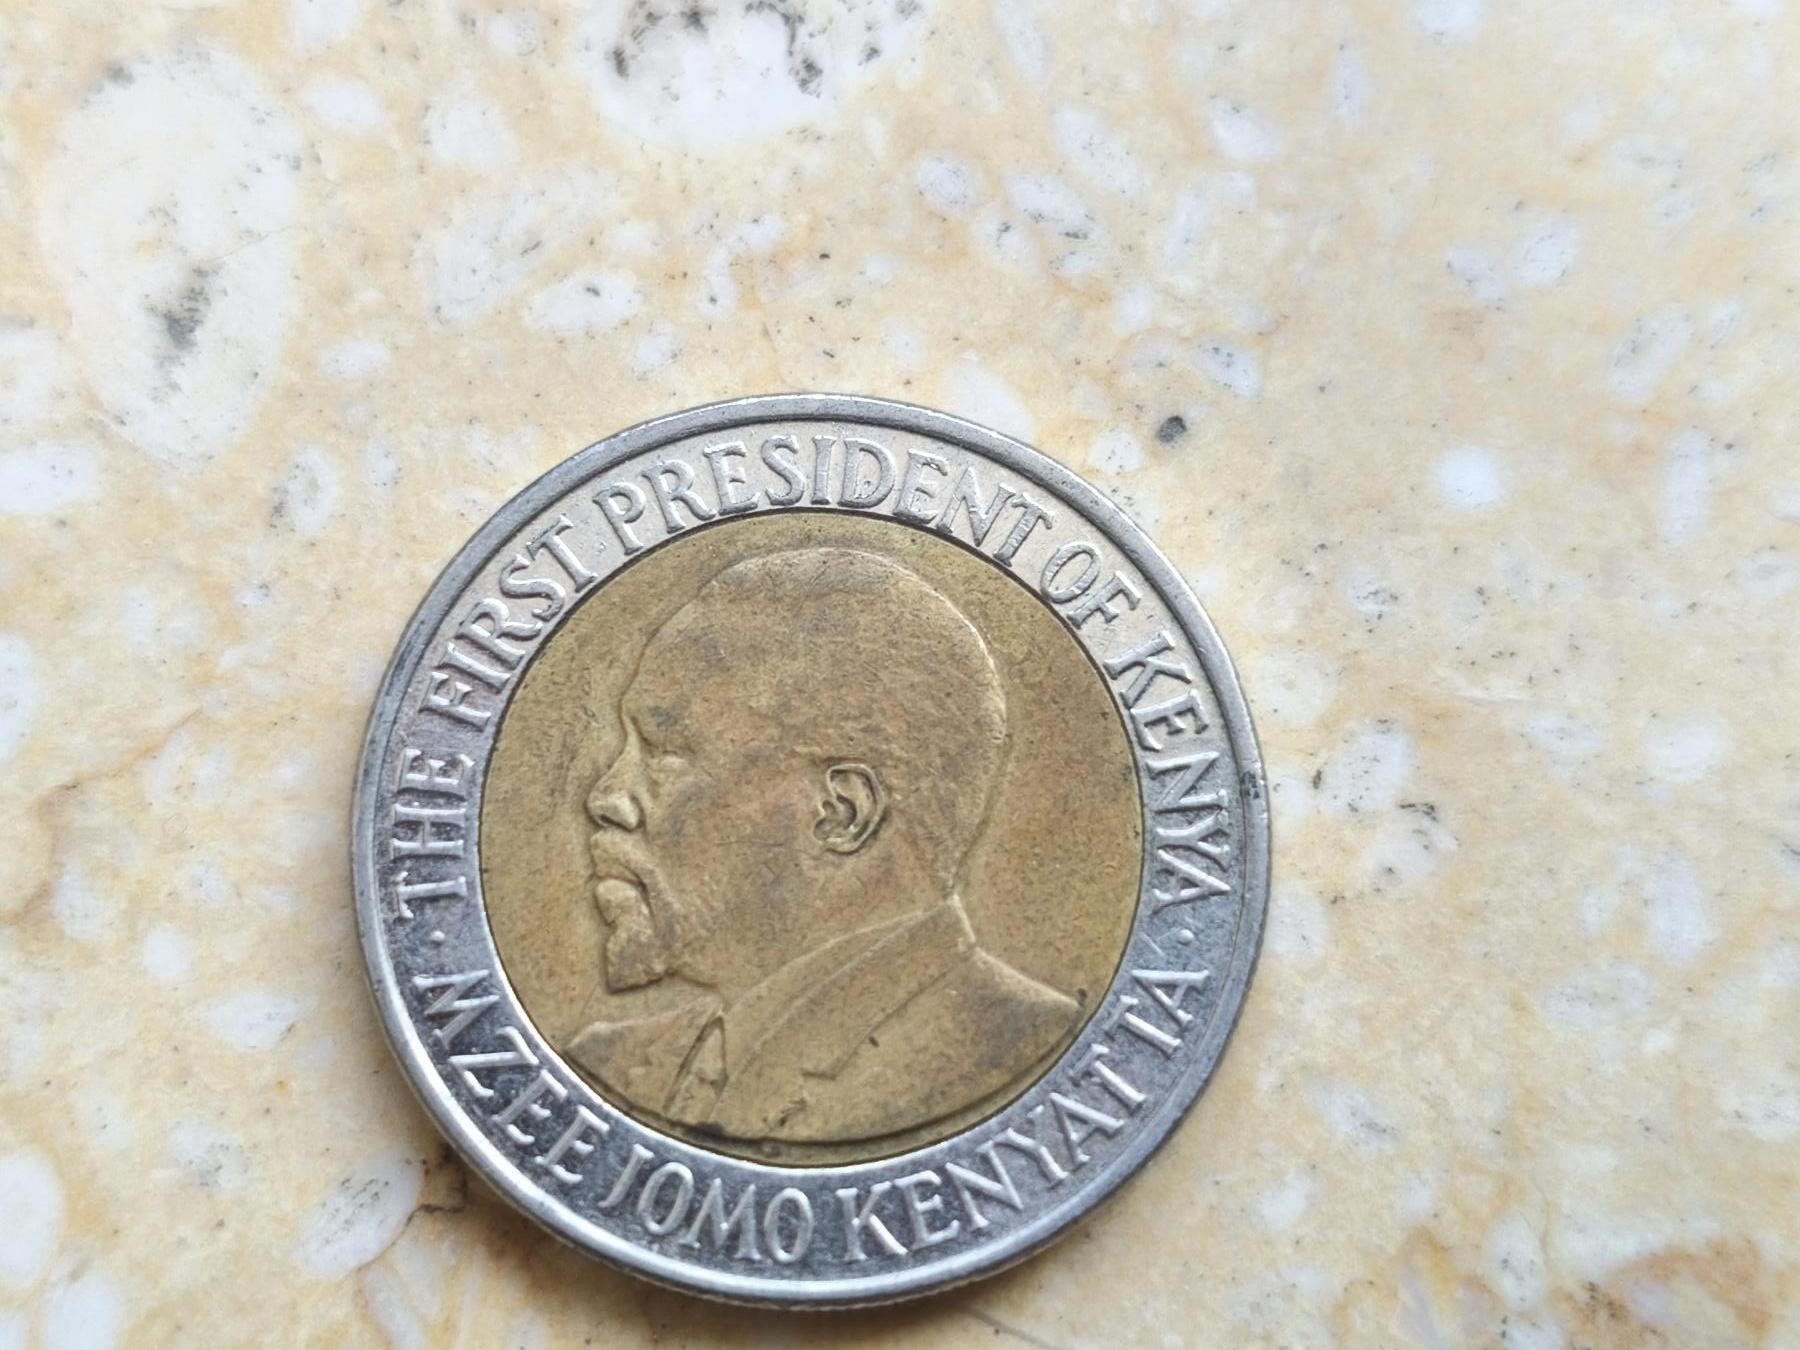 THE FIRST PRESIDENT OF KENYA
· MZEE JOMO KENYATTA ·